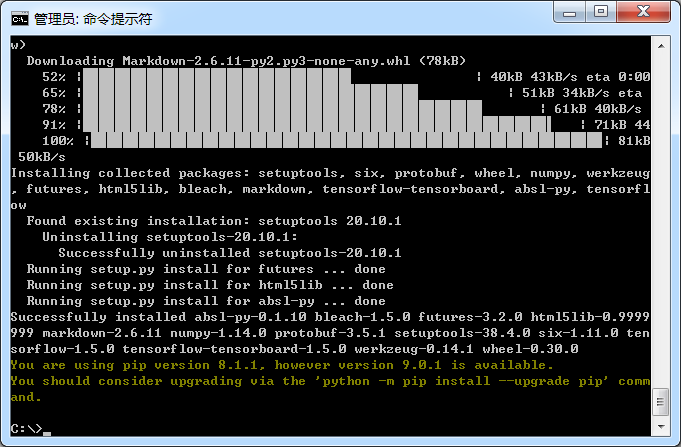 管理员: 命令提示符
w)
Downloading Markdown-2.6.11-py2.py3-none-any.whl (78kB)
52% | | 40kB 43kB/s eta 0:00
65% | | 51kB 34kB/s eta
78% | | 61kB 40kB/s
91% | | 71kB 44
100% | | 81kB
50kB/s
Installing collected packages: setuptools, six, protobuf, wheel, numpy, werkzeug
, futures, html5lib, bleach, markdown, tensorflow-tensorboard, absl-py, tensorfl
ow
Found existing installation: setuptools 20.10.1
Uninstalling setuptools-20.10.1:
Successfully uninstalled setuptools-20.10.1
Running setup.py install for futures ... done
Running setup.py install for html5lib ... done
Running setup.py install for absl-py ... done
Successfully installed absl-py-0.1.10 bleach-1.5.0 futures-3.2.0 html5lib-0.9999
999 markdown-2.6.11 numpy-1.14.0 protobuf-3.5.1 setuptools-38.4.0 six-1.11.0 ten
sorflow-1.5.0 tensorflow-tensorboard-1.5.0 werkzeug-0.14.1 wheel-0.30.0
You are using pip version 8.1.1, however version 9.0.1 is available.
You should consider upgrading via the 'python -m pip install --upgrade pip' comm
and.
C:\>_